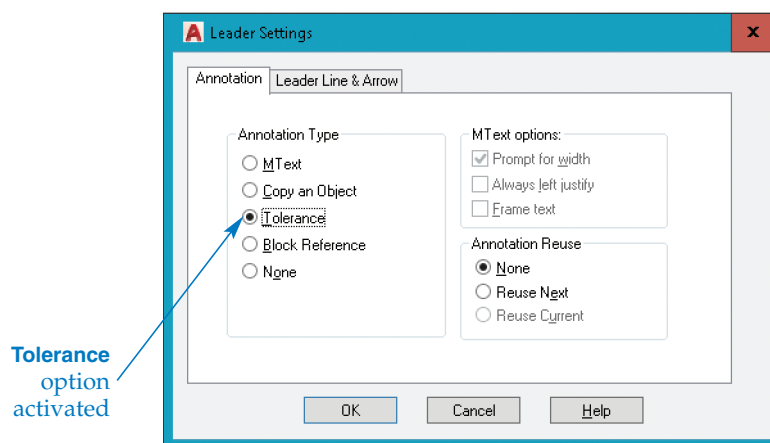 Leader Settings
x
Annotation
Leader Line & Arrow
Annotation Type
MText
Copy an Object
Tolerance
Block Reference
None
MText options:
Prompt for width
Always left justify
Frame text
Annotation Reuse
None
Reuse Next
Reuse Current
Tolerance
option
activated
OK
Cancel
Help